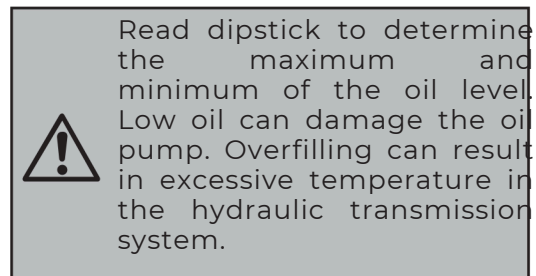 Read dipstick to determine
the maximum and
minimum of the oil level.
Low oil can damage the oil
pump. Overfilling can result
in excessive temperature in
the hydraulic transmission
system.